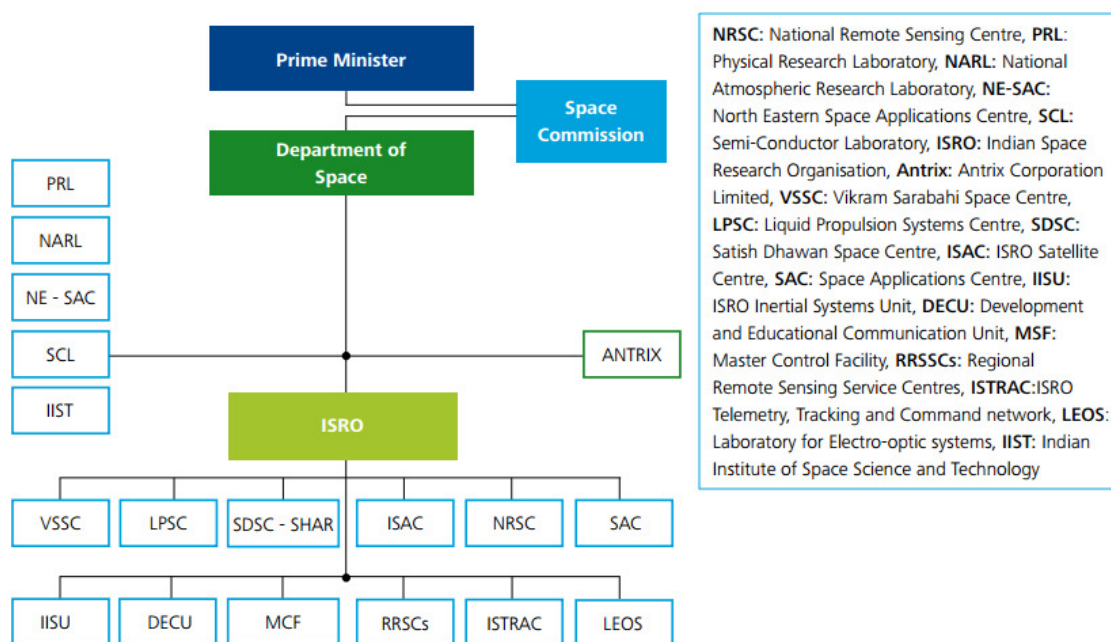 Prime Minister
Space
Commission
Department of
Space
PRL
NARL
NE - SAC
SCL
IIST
ANTRIX
ISRO
VSSC
LPSC
SDSC - SHAR
ISAC
NRSC
SAC
IISU
DECU
MCF
RRSCs
ISTRAC
LEOS
NRSC: National Remote Sensing Centre, PRL:
Physical Research Laboratory, NARL: National
Atmospheric Research Laboratory, NE-SAC:
North Eastern Space Applications Centre, SCL:
Semi-Conductor Laboratory, ISRO: Indian Space
Research Organisation, Antrix: Antrix Corporation
Limited, VSSC: Vikram Sarabahi Space Centre,
LPSC: Liquid Propulsion Systems Centre, SDSC:
Satish Dhawan Space Centre, ISAC: ISRO Satellite
Centre, SAC: Space Applications Centre, IISU:
ISRO Inertial Systems Unit, DECU: Development
and Educational Communication Unit, MSF:
Master Control Facility, RRSSCs: Regional
Remote Sensing Service Centres, ISTRAC:ISRO
Telemetry, Tracking and Command network, LEOS:
Laboratory for Electro-optic systems, IIST: Indian
Institute of Space Science and Technology